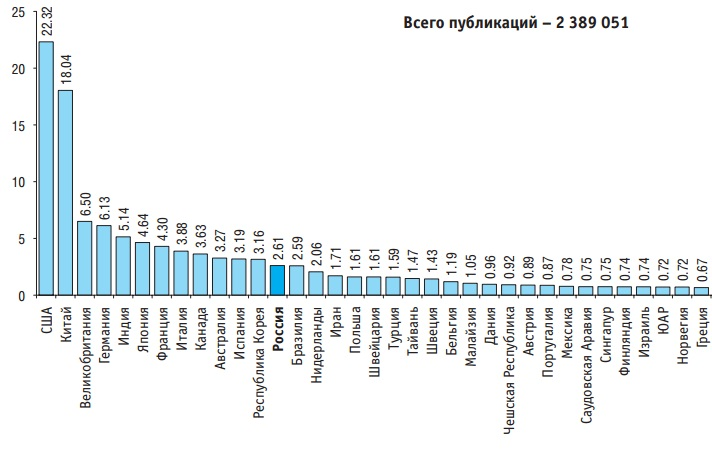 Всего публикаций – 2 389 051
25
20
15
10
5
0
22.32
18.04
6.50
6.13
5.14
4.64
4.30
3.88
3.63
3.27
3.19
3.16
2.61
2.59
2.06
1.71
1.61
1.61
1.59
1.47
1.43
1.19
1.05
0.96
0.92
0.89
0.87
0.78
0.75
0.75
0.74
0.74
0.72
0.72
0.67
США
Китай
Великобритания
Германия
Индия
Япония
Франция
Италия
Канада
Австралия
Испания
Республика Корея
Россия
Бразилия
Нидерланды
Иран
Польша
Швейцария
Турция
Тайвань
Швеция
Бельгия
Малайзия
Дания
Чешская Республика
Австрия
Португалия
Мексика
Саудовская Аравия
Сингапур
Финляндия
Израиль
ЮАР
Норвегия
Греция